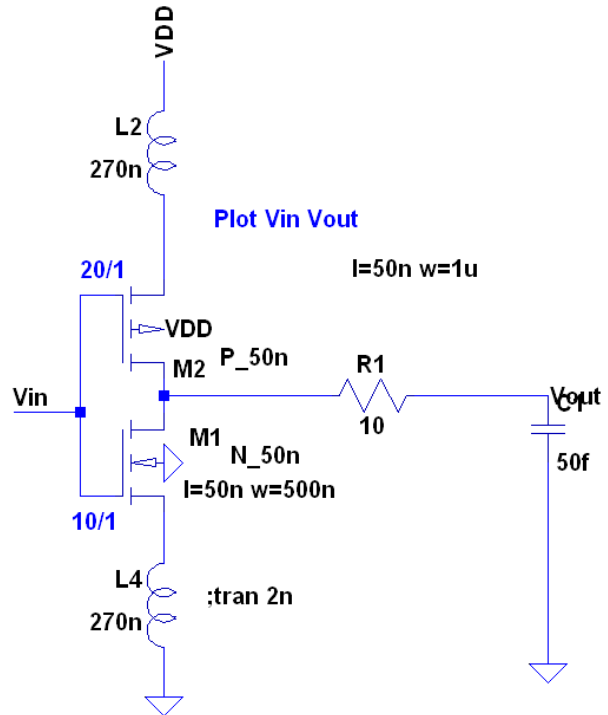 VDD
L2
270n
Plot Vin Vout
l=50n w=1u
20/1
VDD
P_50n
M2
R1
10
Vin
Vout
C1
50f
M1
N_50n
l=50n w=500n
10/1
L4
270n
;tran 2n